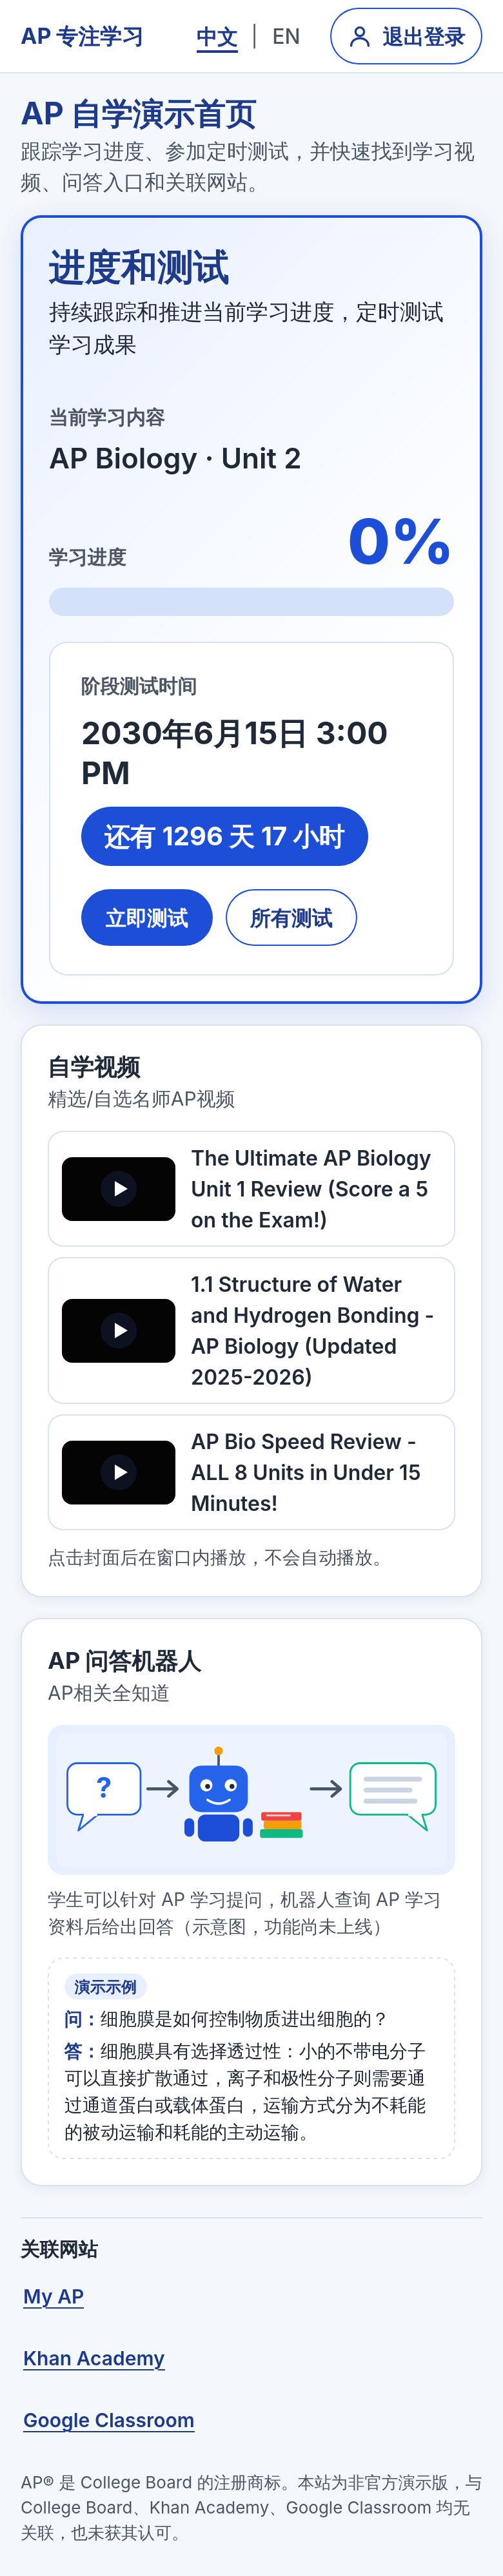 AP 专注学习
中文 | EN
退出登录
AP 自学演示首页
跟踪学习进度、参加定时测试，并快速找到学习视
频、问答入口和关联网站。
进度和测试
持续跟踪和推进当前学习进度，定时测试
学习成果
当前学习内容
AP Biology · Unit 2
学习进度
0%
阶段测试时间
2030年6月15日 3:00
PM
还有 1296 天 17 小时
立即测试
所有测试
自学视频
精选/自选名师AP视频
The Ultimate AP Biology
Unit 1 Review (Score a 5
on the Exam!)
1.1 Structure of Water
and Hydrogen Bonding -
AP Biology (Updated
2025-2026)
AP Bio Speed Review -
ALL 8 Units in Under 15
Minutes!
点击封面后在窗口内播放，不会自动播放。
AP 问答机器人
AP相关全知道
?
学生可以针对 AP 学习提问，机器人查询 AP 学习
资料后给出回答（示意图，功能尚未上线）
演示示例
问：细胞膜是如何控制物质进出细胞的？
答：细胞膜具有选择透过性：小的不带电分子
可以直接扩散通过，离子和极性分子则需要通
过通道蛋白或载体蛋白，运输方式分为不耗能
的被动运输和耗能的主动运输。
关联网站
My AP
Khan Academy
Google Classroom
AP® 是 College Board 的注册商标。本站为非官方演示版，与
College Board、Khan Academy、Google Classroom 均无
关联，也未获其认可。